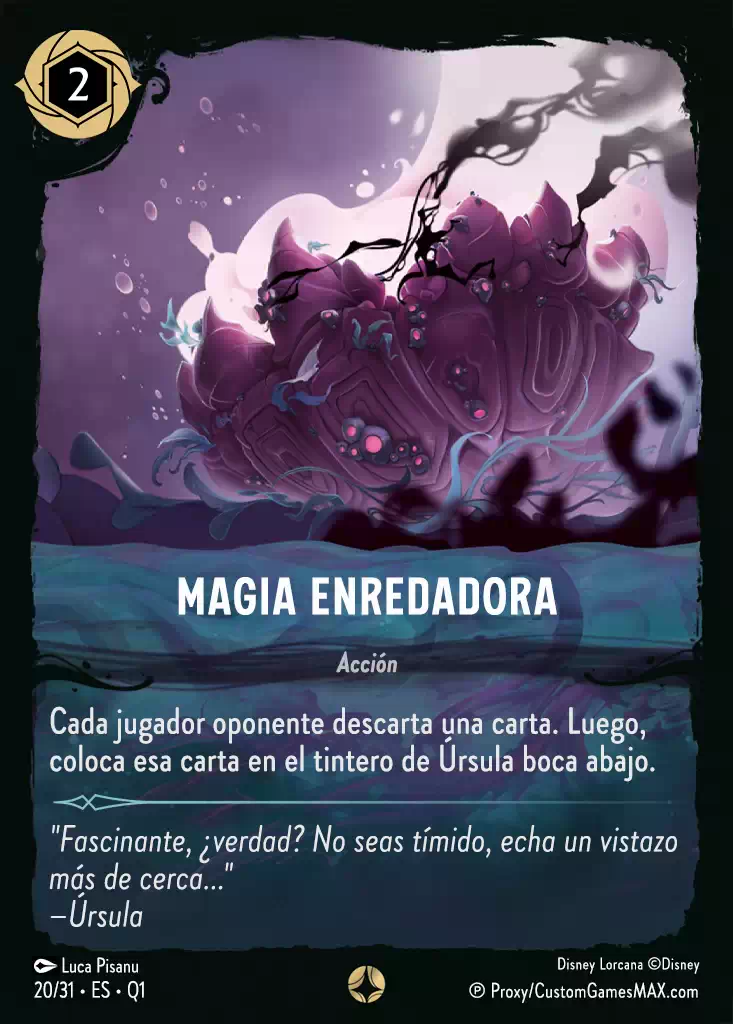 2
MAGIA ENREDADORA
Acción
Cada jugador oponente descarta una carta. Luego,
coloca esa carta en el tintero de Úrsula boca abajo.
"Fascinante, ¿verdad? No seas tímido, echa un vistazo
más de cerca..."
–Úrsula
Luca Pisanu
Disney Lorcana ©Disney
20/31 • ES • Q1
Ⓟ Proxy/CustomGamesMAX.com